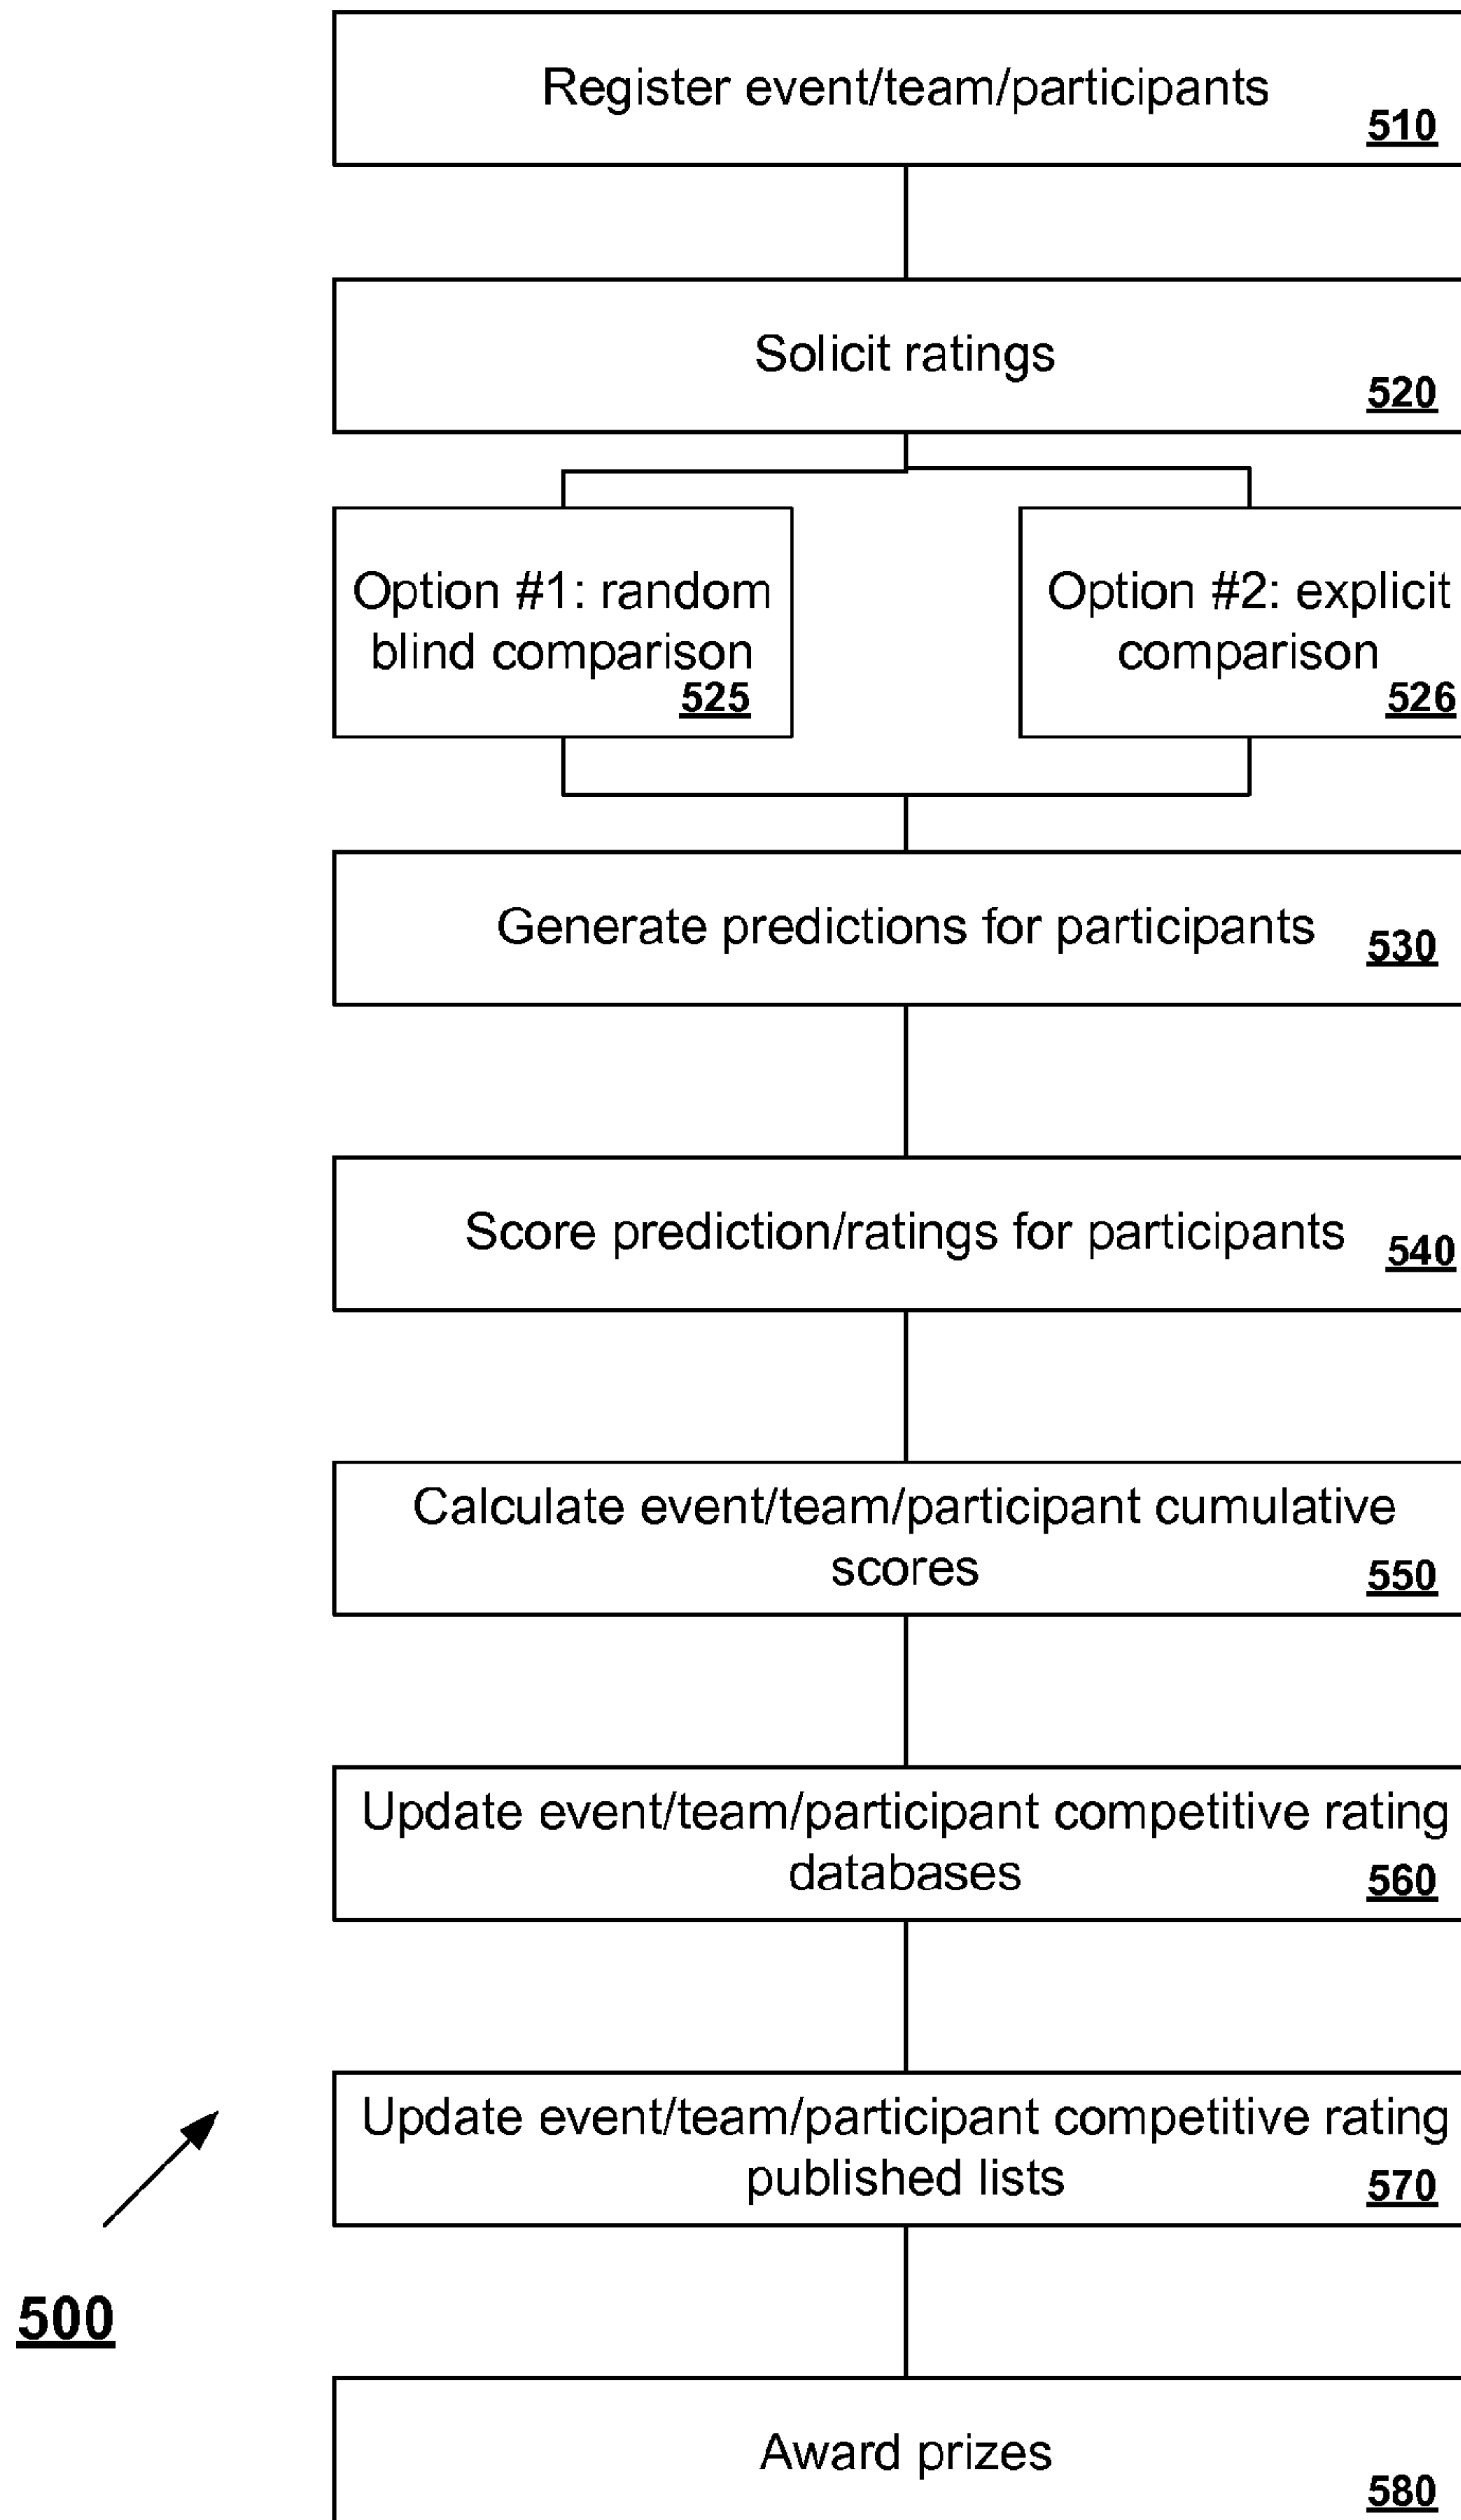 Register event/team/participants
510
Solicit ratings
520
Option #1: random
blind comparison
525
Option #2: explicit
comparison
526
Generate predictions for participants
530
Score prediction/ratings for participants
540
Calculate event/team/participant cumulative
scores
550
Update event/team/participant competitive rating
databases
560
Update event/team/participant competitive rating
published lists
570
500
Award prizes
580